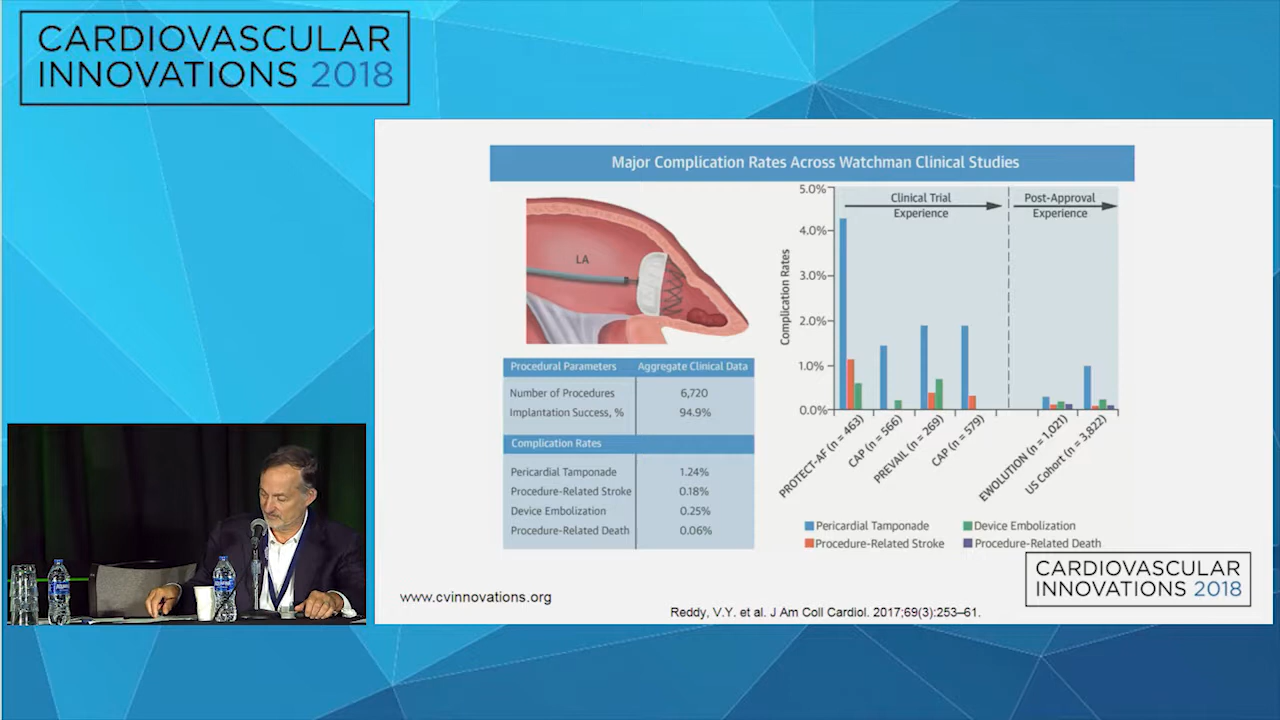 CARDIOVASCULAR
INNOVATIONS 2018
Major Complication Rates Across Watchman Clinical Studies
LA
Procedural Parameters Aggregate Clinical Data
Number of Procedures 6,720
Implantation Success, % 94.9%
Complication Rates
Pericardial Tamponade 1.24%
Procedure-Related Stroke 0.18%
Device Embolization 0.25%
Procedure-Related Death 0.06%
Complication Rates
5.0%
4.0%
3.0%
2.0%
1.0%
0.0%
Clinical Trial
Experience
Post-Approval
Experience
PROTECT-AF (n = 463)
CAP (n = 566)
PREVAIL (n = 269)
CAP (n = 579)
EWOLUTION (n = 1,021)
US Cohort (n = 3,822)
Pericardial Tamponade
Device Embolization
Procedure-Related Stroke
Procedure-Related Death
CARDIOVASCULAR
INNOVATIONS 2018
www.cvinnovations.org
Reddy, V.Y. et al. J Am Coll Cardiol. 2017;69(3):253–61.